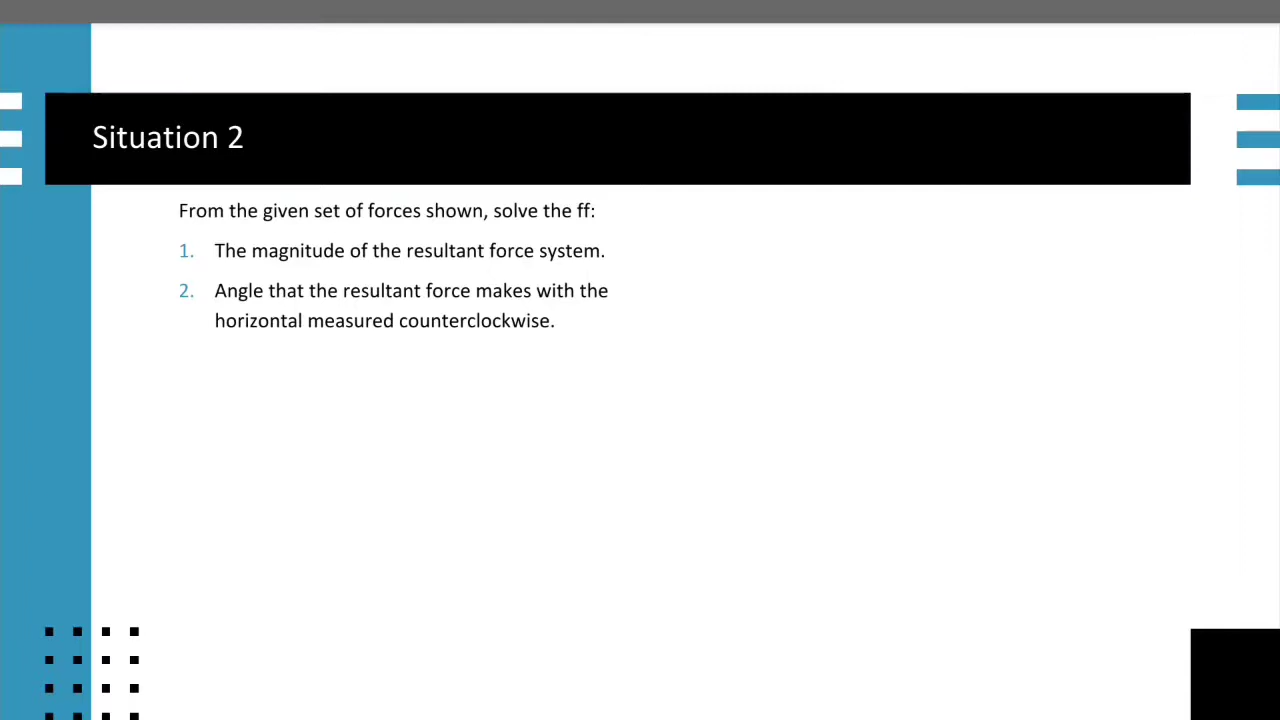 Situation 2
From the given set of forces shown, solve the ff:
1. The magnitude of the resultant force system.
2. Angle that the resultant force makes with the
horizontal measured counterclockwise.